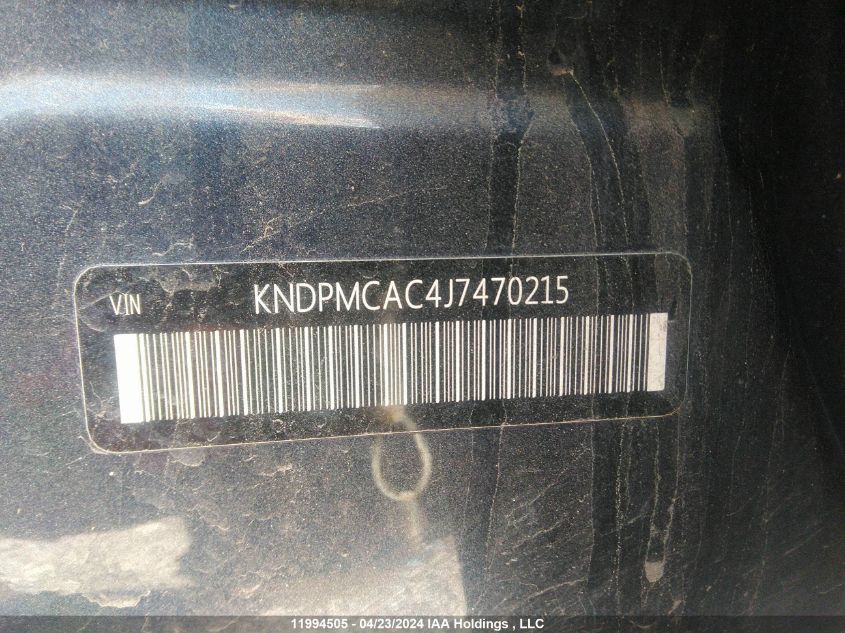 VIN KNDPMCAC4J7470215
11994505 - 04/23/2024 IAA Holdings , LLC